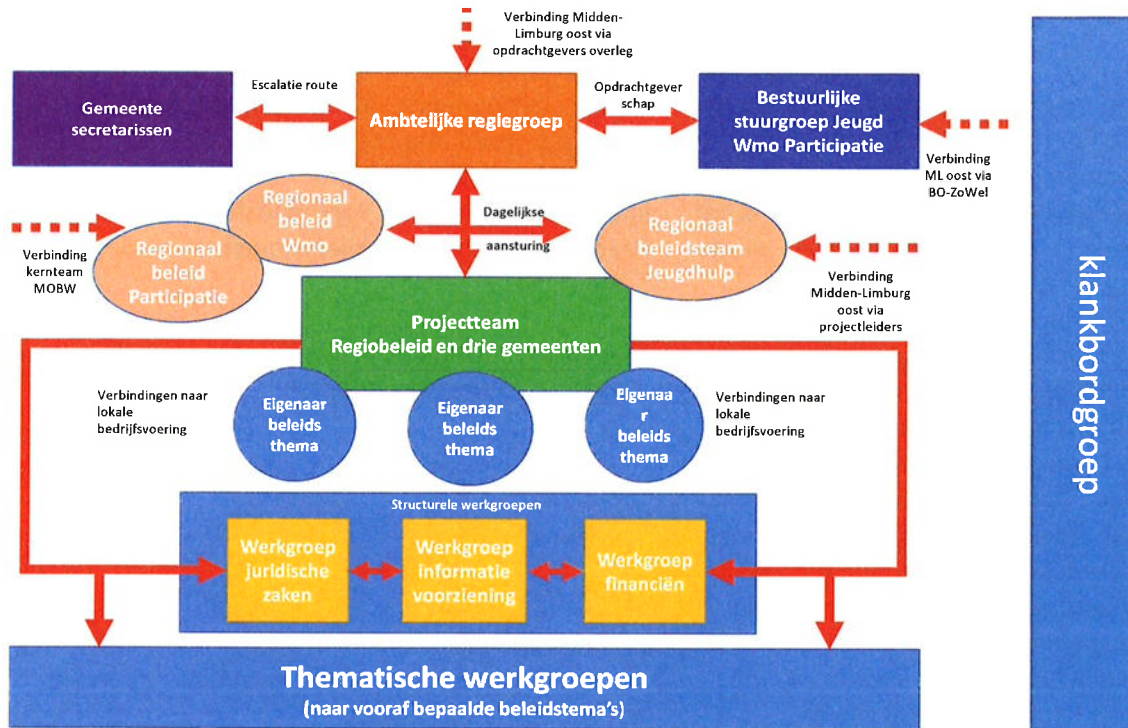 Verbinding Midden-
Limburg oost via
opdrachtgevers overleg
Gemeente
secretarissen
Escalatie route
Ambtelijke regiegroep
Opdrachtgever
schap
Bestuurlijke
stuurgroep Jeugd
Wmo Participatie
Verbinding
ML oost via
BO-ZoWel
Regionaal
beleid
Wmo
Dagelijkse
aansturing
Regionaal
beleidsteam
Jeugdhulp
Verbinding
kernteam
MOBW
Regionaal
beleid
Participatie
Verbinding
Midden-Limburg
oost via
projectleiders
Projectteam
Regiobeleid en drie gemeenten
Verbindingen naar
lokale
bedrijfsvoering
Eigenaar
beleids
thema
Eigenaar
beleids
thema
Eigenaa
r
beleids
thema
Verbindingen naar
lokale
bedrijfsvoering
Structurele werkgroepen
Werkgroep
juridische
zaken
Werkgroep
informatie
voorziening
Werkgroep
financiën
Thematische werkgroepen
(naar vooraf bepaalde beleidstema's)
klankbordgroep